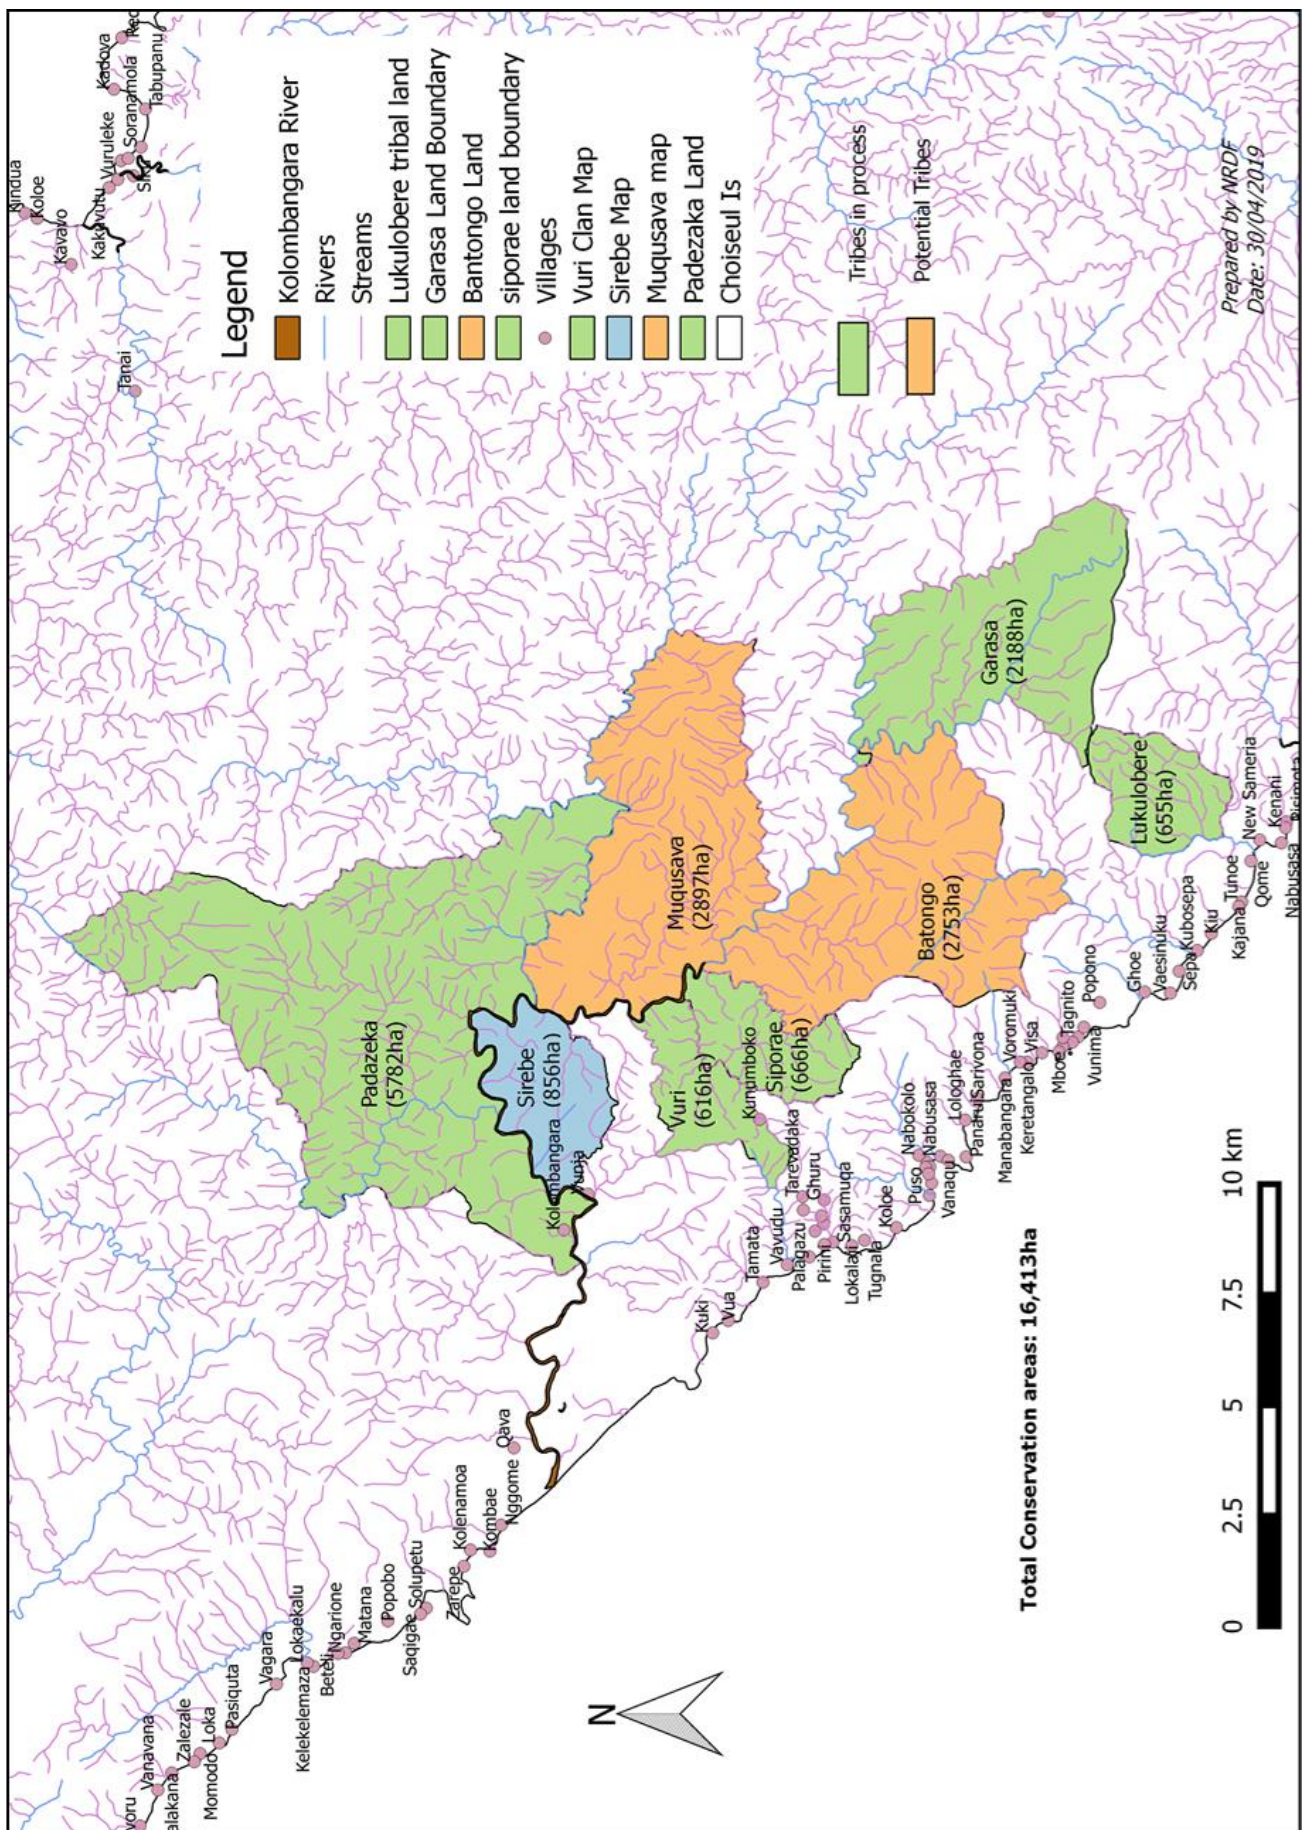 Nindua
Koloe
Kavaro
Kakuvutu
Vuruleke
Soranamola
Kadova
Tabupanu
Tanai
Legend
Kolombangara River
Rivers
Streams
Lukulobere tribal land
Garasa Land Boundary
Bantongo Land
siporae land boundary
Villages
Vuri Clan Map
Sirebe Map
Muqusava map
Padezaka Land
Choiseul Is
Tribes in process
Potential Tribes
Prepared by NRDF
Date: 30/04/2019
Padazeka
(5782ha)
Sirebe
(856ha)
Muqusava
(2897ha)
Vuri
(616ha)
Siporae
(666ha)
Batongo
(2753ha)
Garasa
(2188ha)
Lukulobere
(655ha)
Kolombangara
Kunumboko
Vanavana
Zalezale
Momodo
Loka
Pasiquta
Vagara
Lokaekalu
Kelekelemaza
Beteli
Ngarione
Matana
Popobo
Saqigae
Solupetu
Zarepe
Kolenamoa
Kombae
Nggome
Qava
Kuki
Vua
Tamata
Vavudu
Tarevadaka
Palagazu
Ghuru
Pirini
Sasamuqa
Lokalati
Tugnala
Koloe
Puso
Nabokolo
Nabusasa
Vanaqu
Lologhae
Panarui
Sarivona
Manabangara
Voromuki
Keretangalo
Visa
Mboe
Tagnito
Vunima
Popono
Ghoe
Vaesinuku
Sepa
Kubosepa
Kiu
Kajana
Tunoe
Qome
New Sameria
Kenani
Nabusasa
N
Total Conservation areas: 16,413ha
0 2.5 5 7.5 10 km